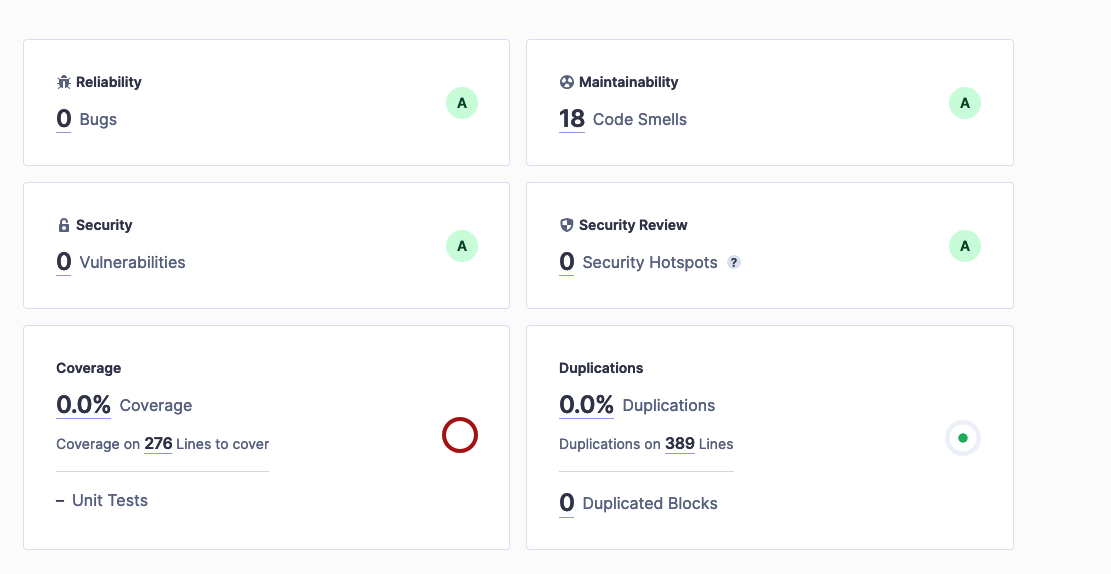 Reliability
0 Bugs
A
Maintainability
18 Code Smells
A
Security
0 Vulnerabilities
A
Security Review
0 Security Hotspots ?
A
Coverage
0.0% Coverage
Coverage on 276 Lines to cover
– Unit Tests
Duplications
0.0% Duplications
Duplications on 389 Lines
0 Duplicated Blocks